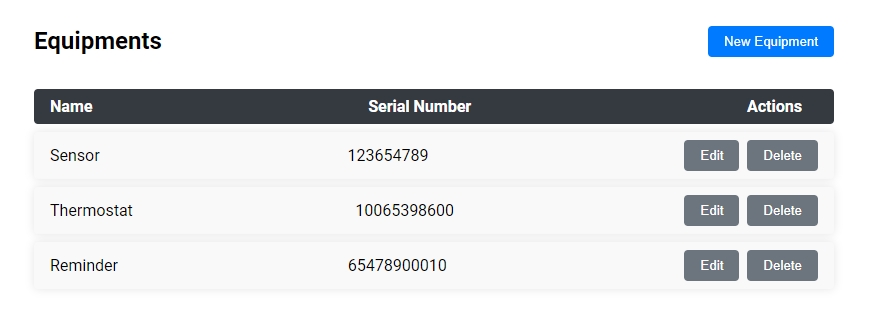 Equipments New Equipment
Name Serial Number Actions
Sensor 123654789 Edit Delete
Thermostat 10065398600 Edit Delete
Reminder 65478900010 Edit Delete